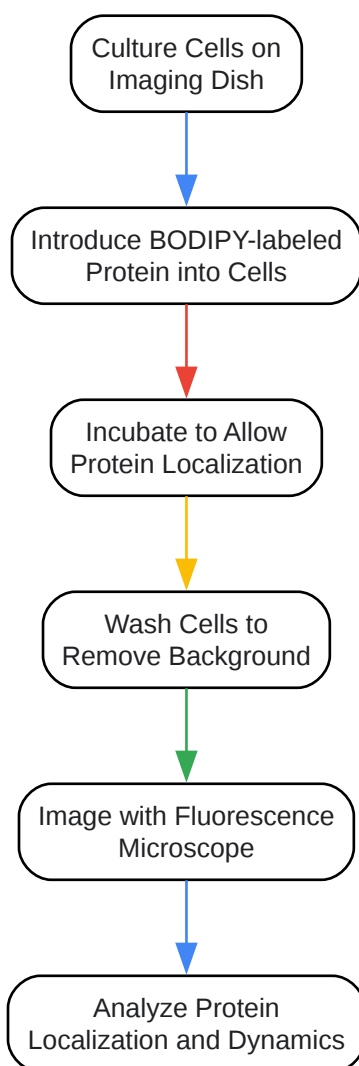 Culture Cells on
Imaging Dish
Introduce BODIPY-labeled
Protein into Cells
Incubate to Allow
Protein Localization
Wash Cells to
Remove Background
Image with Fluorescence
Microscope
Analyze Protein
Localization and Dynamics